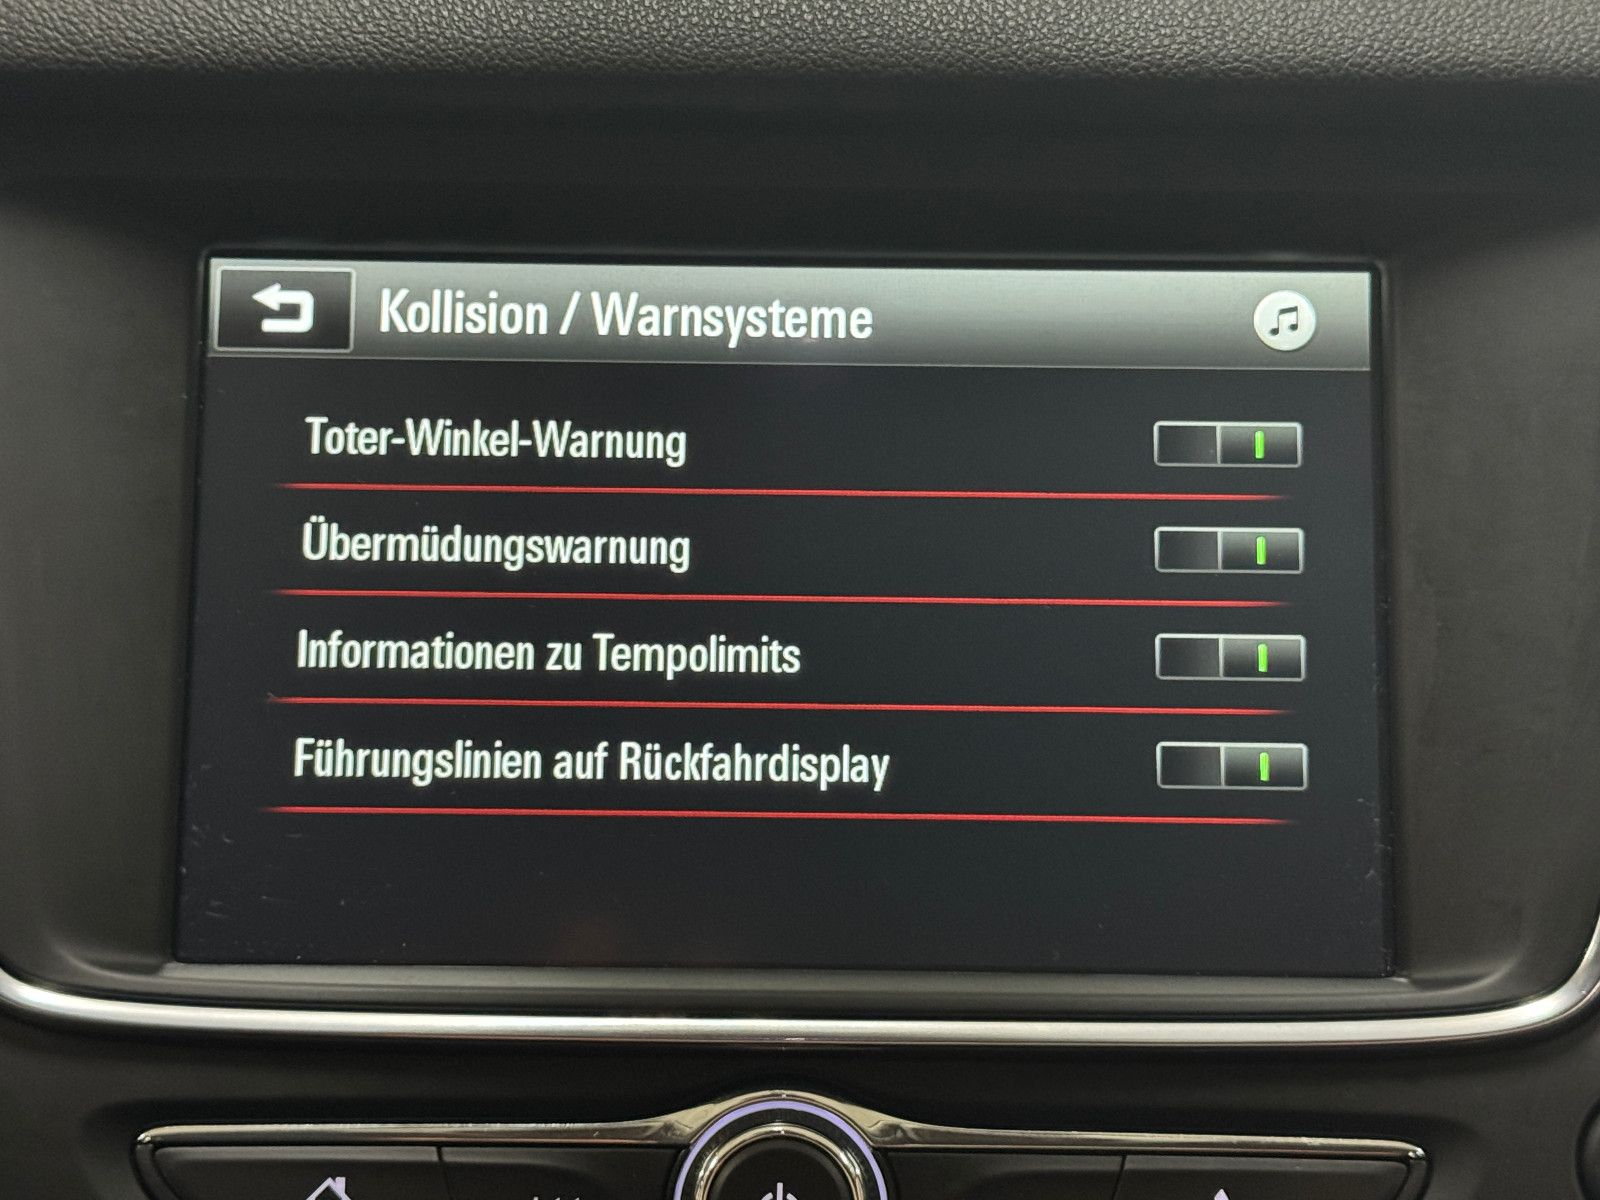 Kollision / Warnsysteme
Toter-Winkel-Warnung
Übermüdungswarnung
Informationen zu Tempolimits
Führungslinien auf Rückfahrdisplay